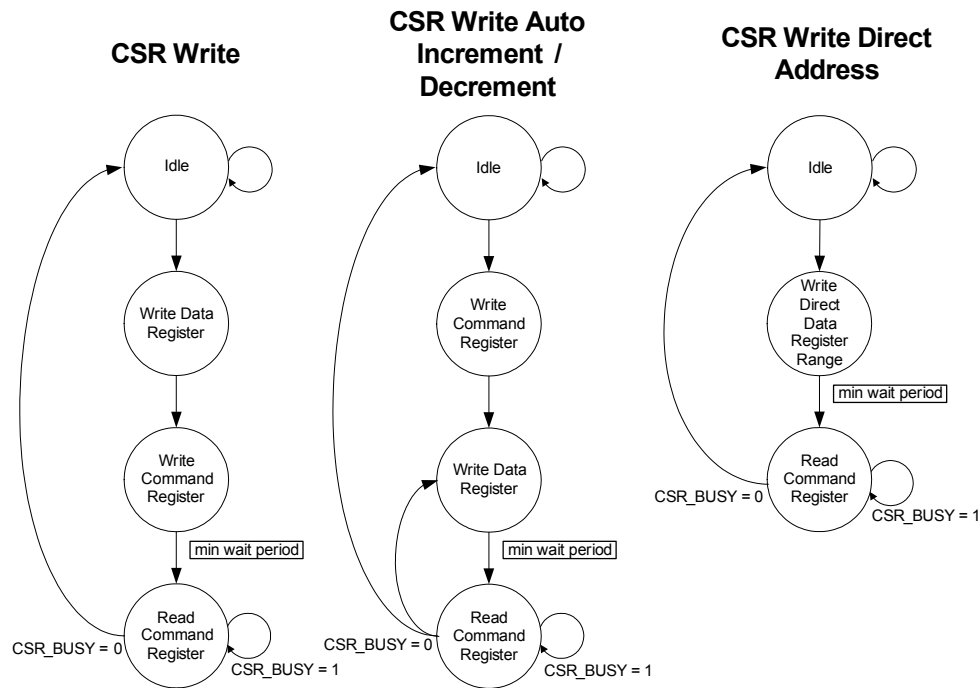 CSR Write
Idle
Write Data
Register
Write
Command
Register
min wait period
Read
Command
Register
CSR_BUSY = 0
CSR_BUSY = 1
CSR Write Auto
Increment /
Decrement
Idle
Write
Command
Register
Write Data
Register
min wait period
Read
Command
Register
CSR_BUSY = 0
CSR_BUSY = 1
CSR Write Direct
Address
Idle
Write
Direct
Data
Register
Range
min wait period
Read
Command
Register
CSR_BUSY = 0
CSR_BUSY = 1